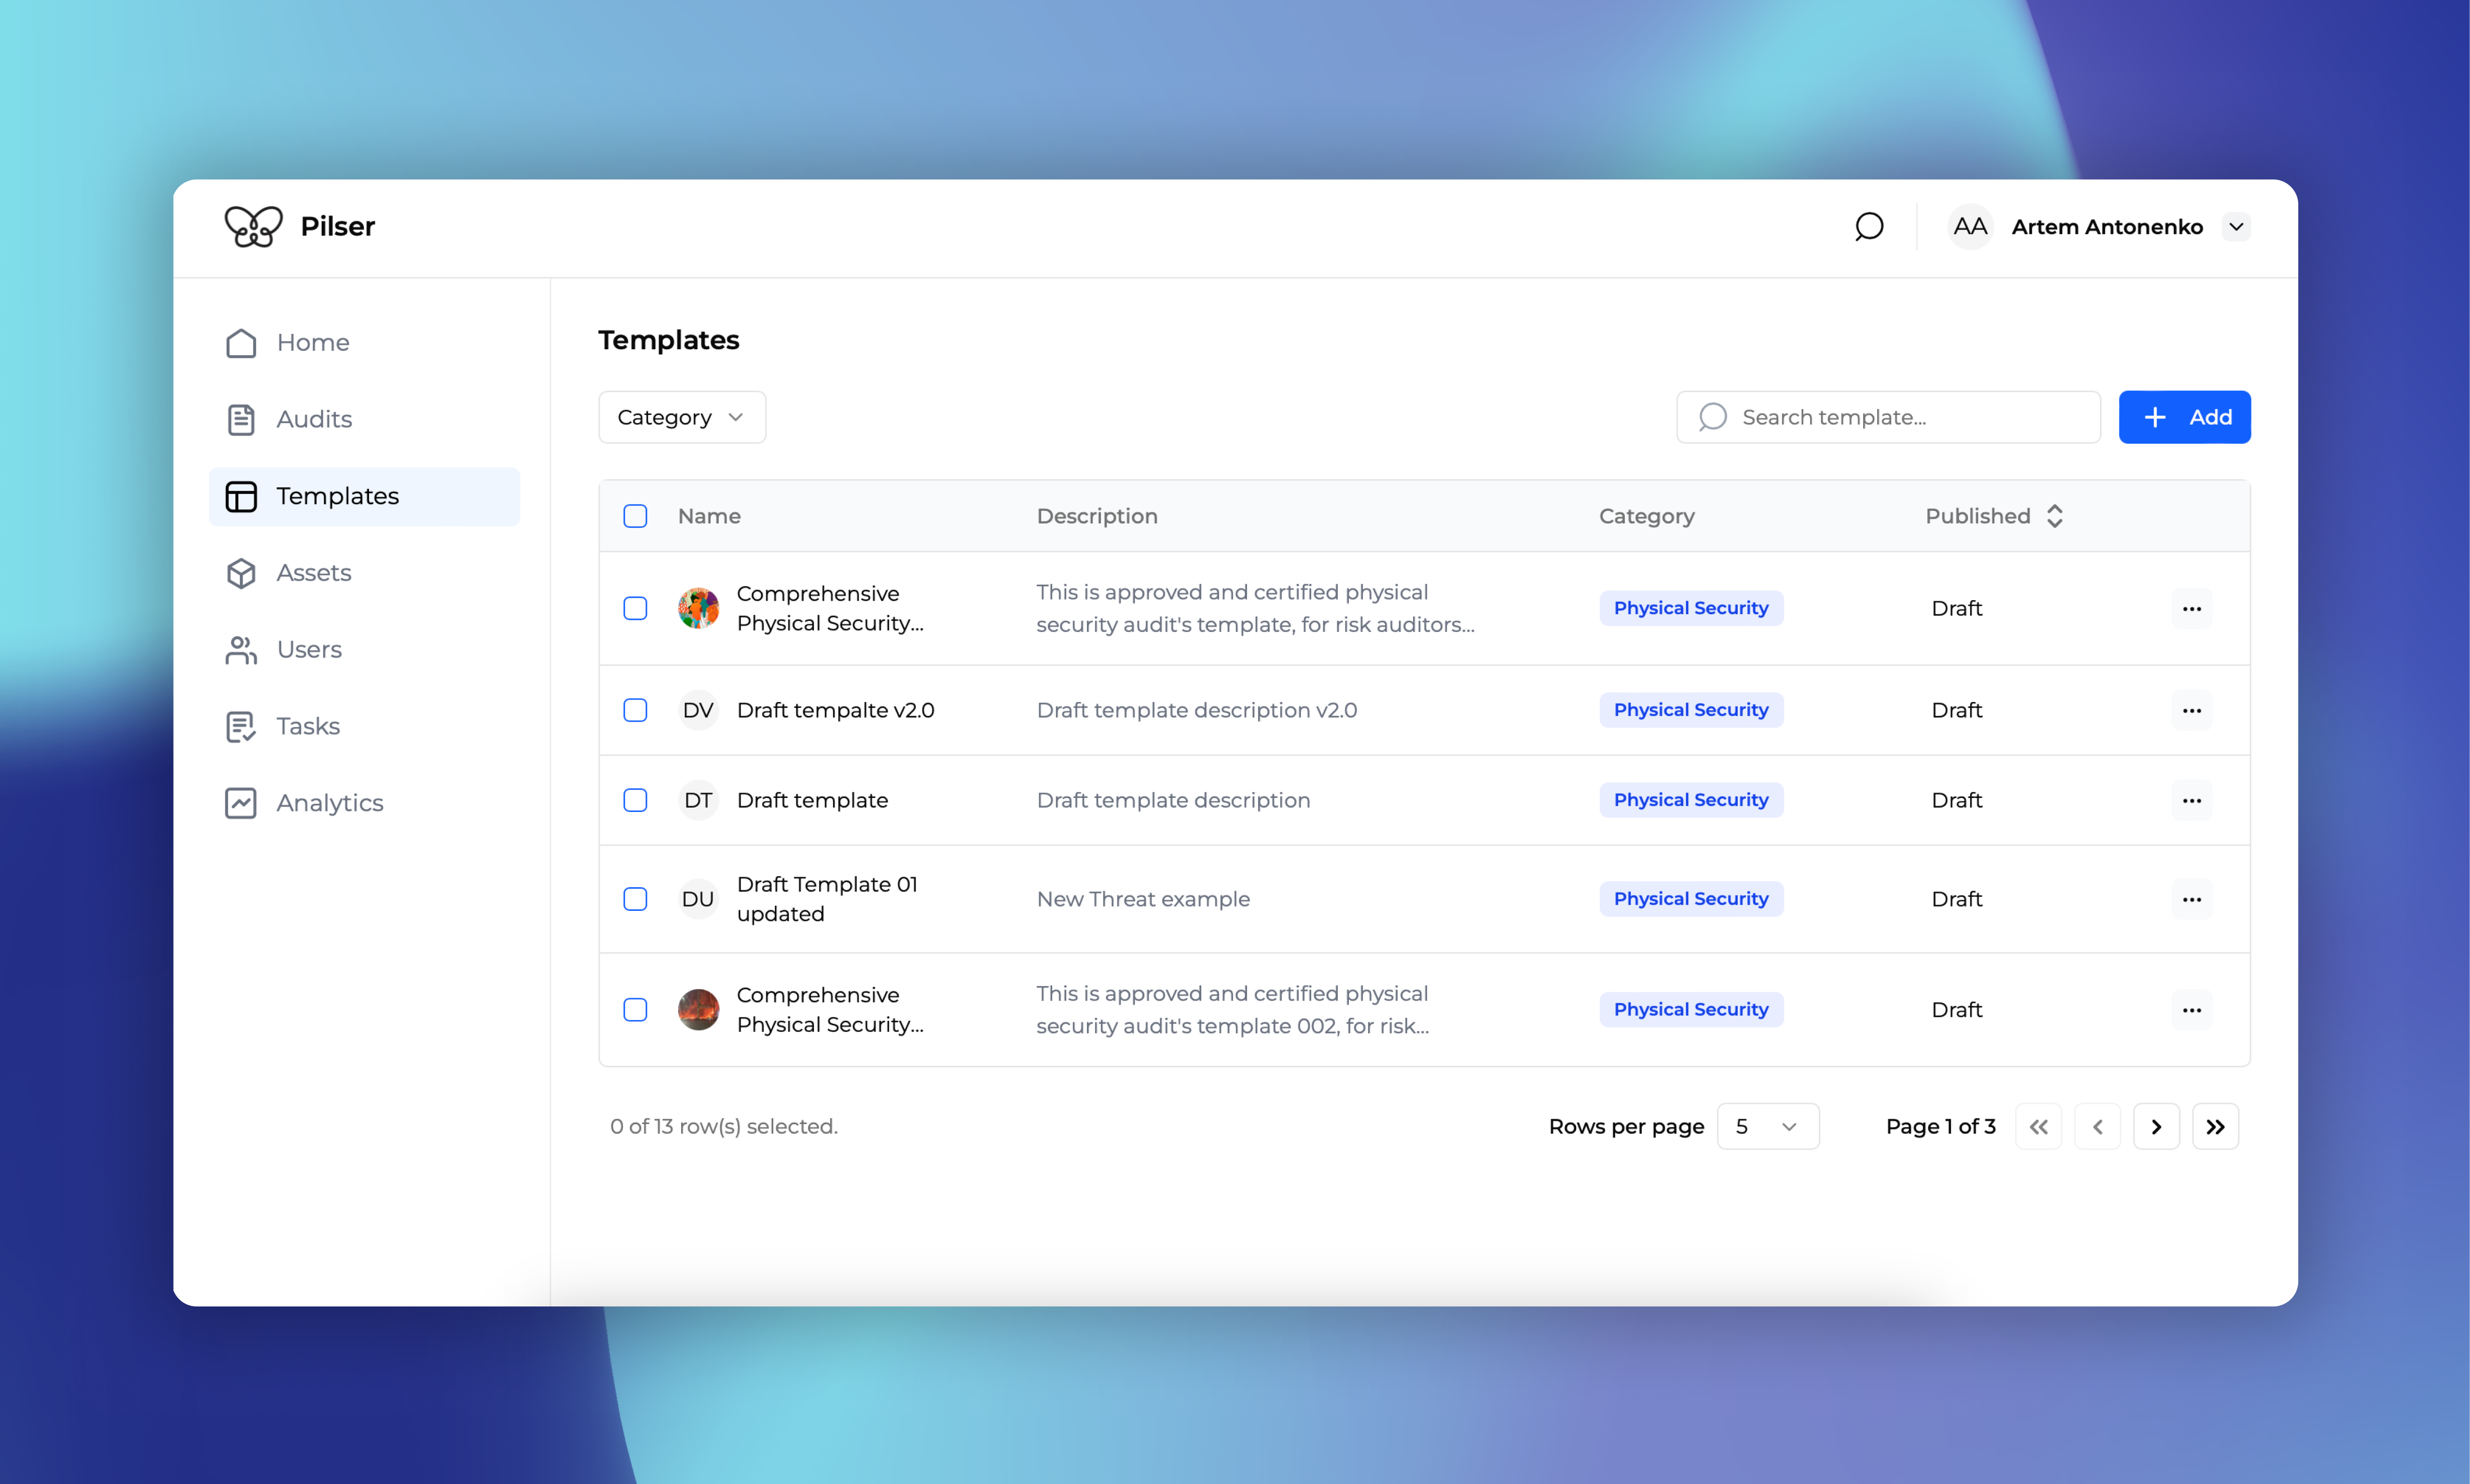 Pilser
AA Artem Antonenko
Home
Audits
Templates
Assets
Users
Tasks
Analytics
Templates
Category
Search template...
Add
Name Description Category Published
Comprehensive
Physical Security...
This is approved and certified physical
security audit's template, for risk auditors...
Physical Security
Draft
DV Draft tempalte v2.0 Draft template description v2.0 Physical Security Draft
DT Draft template Draft template description Physical Security Draft
DU
Draft Template 01
updated
New Threat example
Physical Security
Draft
Comprehensive
Physical Security...
This is approved and certified physical
security audit's template 002, for risk...
Physical Security
Draft
0 of 13 row(s) selected.
Rows per page 5
Page 1 of 3